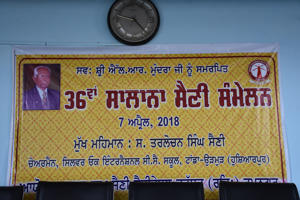 ਸਵ: ਸ਼੍ਰੀ ਐੱਲ.ਆਰ. ਮੁੰਦਰਾ ਜੀ ਨੂੰ ਸਮਰਪਿਤ
36ਵਾਂ ਸਾਲਾਨਾ ਸੈਣੀ ਸੰਮੇਲਨ
7 ਅਪ੍ਰੈਲ, 2018
ਮੁੱਖ ਮਹਿਮਾਨ : ਸ. ਤਰਲੋਚਨ ਸਿੰਘ ਸੈਣੀ
ਚੇਅਰਮੈਨ, ਸਿਲਵਰ ਓਕ ਇੰਟਰਨੈਸ਼ਨਲ ਸੀ.ਸੈ. ਸਕੂਲ, ਟਾਂਡਾ-ਉੜਮੁੜ (ਹੁਸ਼ਿਆਰਪੁਰ)